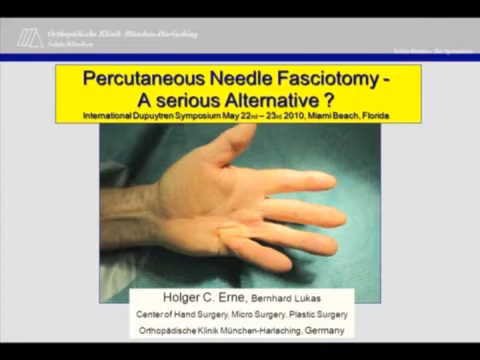 Orthopädische Klinik München-Harlaching
Schön Kliniken
Percutaneous Needle Fasciotomy -
A serious Alternative ?
International Dupuytren Symposium May 22nd – 23rd 2010, Miami Beach, Florida
Holger C. Erne, Bernhard Lukas
Center of Hand Surgery, Micro Surgery, Plastic Surgery
Orthopädische Klinik München-Harlaching, Germany